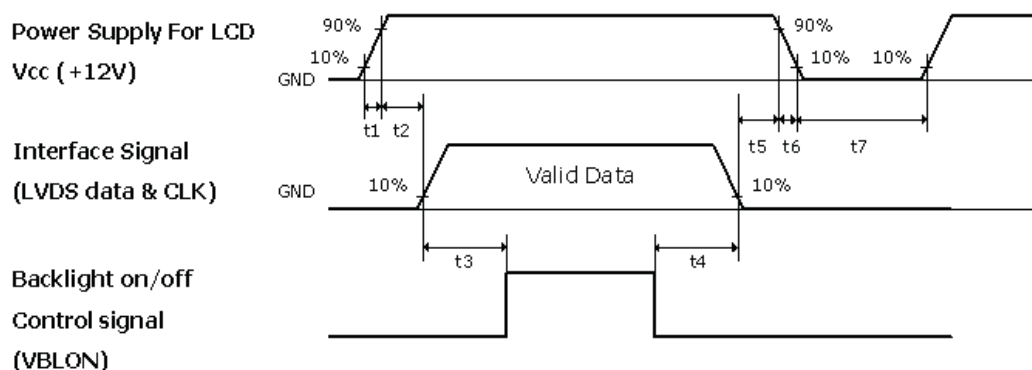 Power Supply For LCD
Vcc (+12V)
90%
90%
10%
10%
10%
GND
t1
t2
t5
t6
t7
Interface Signal
(LVDS data & CLK)
GND
10%
Valid Data
10%
t3
t4
Backlight on/off
Control signal
(VBLON)